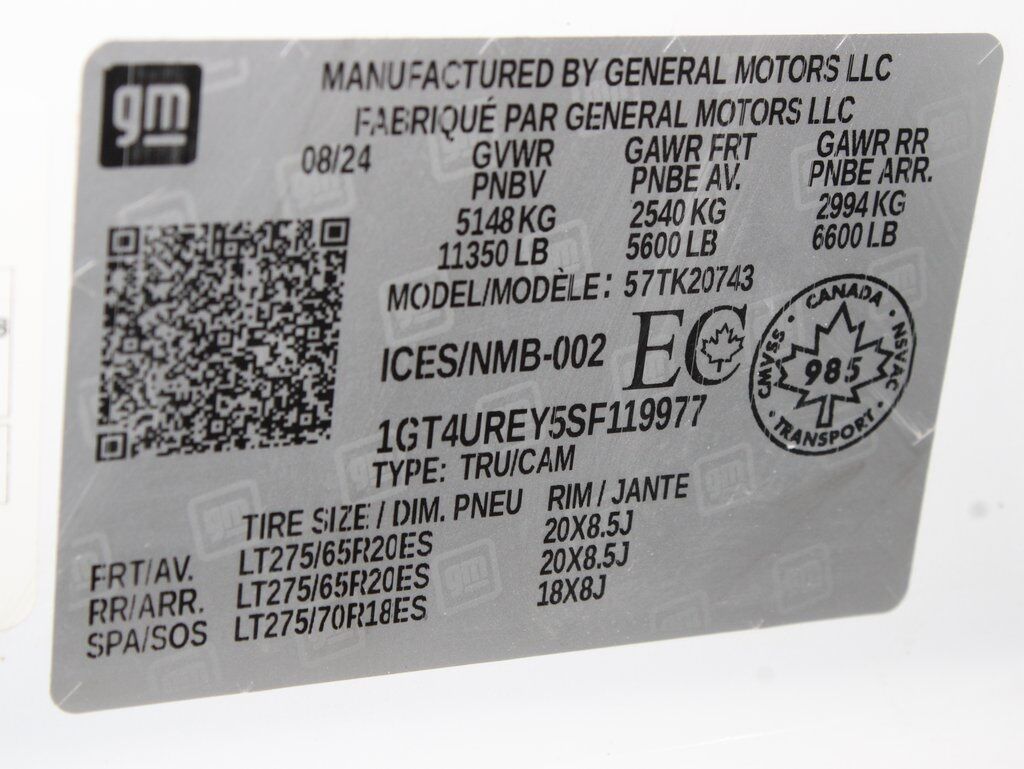 gm
MANUFACTURED BY GENERAL MOTORS LLC
FABRIQUÉ PAR GENERAL MOTORS LLC
08/24 GVWR GAWR FRT GAWR RR
PNBV PNBE AV. PNBE ARR.
5148 KG 2540 KG 2994 KG
11350 LB 5600 LB 6600 LB
MODEL/MODÈLE: 57TK20743
ICES/NMB-002 EC
CANADA
CMVSS 985 NSVAC
TRANSPORT
1GT4UREY5SF119977
TYPE: TRU/CAM
TIRE SIZE / DIM. PNEU RIM / JANTE
FRT/AV. LT275/65R20ES 20X8.5J
RR/ARR. LT275/65R20ES 20X8.5J
SPA/SOS LT275/70R18ES 18X8J